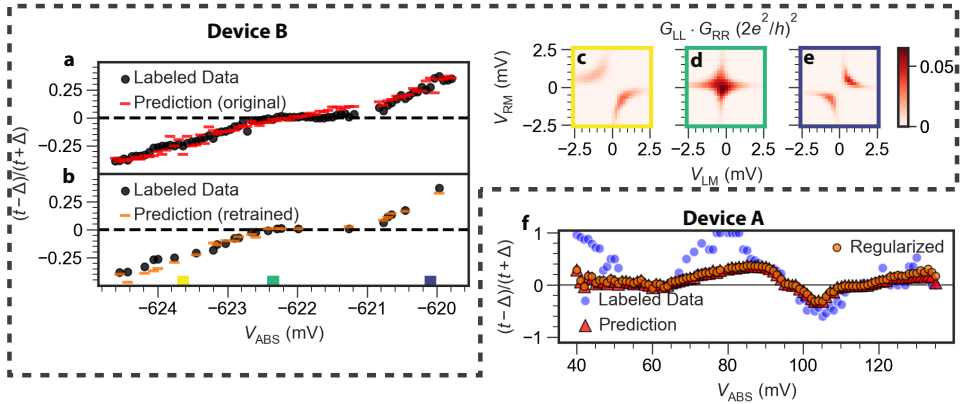 Device B
a
Labeled Data
Prediction (original)
0.25
0
−0.25
b
Labeled Data
Prediction (retrained)
0.25
0
−0.25
(t − Δ)/(t + Δ)
−624
−623
−622
−621
−620
V_ABS (mV)
G_LL · G_RR (2e²/h)²
c
d
e
2.5
0
−2.5
V_RM (mV)
−2.5
0
2.5
−2.5
0
2.5
−2.5
0
2.5
V_LM (mV)
0.05
0
f
Device A
1
0
−1
(t − Δ)/(t + Δ)
Regularized
Labeled Data
Prediction
40
60
80
100
120
V_ABS (mV)